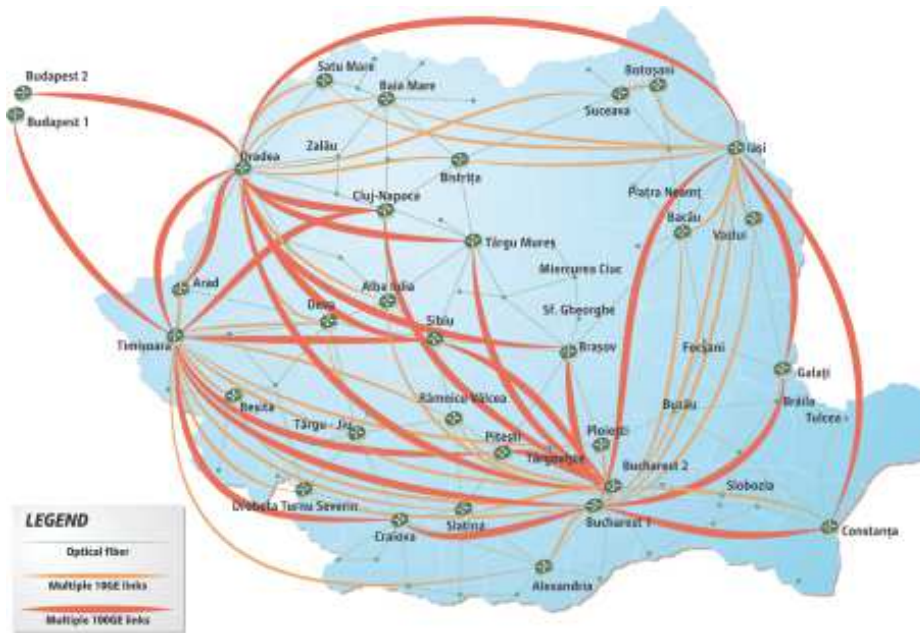 Budapest 2
Budapest 1
Satu Mare
Baia Mare
Botoșani
Suceava
Oradea
Zalău
Bistrița
Iași
Cluj-Napoca
Piatra Neamț
Bacău
Vaslui
Târgu Mureș
Miercurea Ciuc
Arad
Alba Iulia
Deva
Sf. Gheorghe
Timișoara
Sibiu
Brașov
Focșani
Galați
Reșița
Râmnicu Vâlcea
Buzău
Brăila
Tulcea
Târgu - Jiu
Pitești
Ploiești
Târgoviște
Bucharest 2
Slobozia
Drobeta Turnu Severin
Slatina
Bucharest 1
Constanța
Craiova
Alexandria
LEGEND
Optical fiber
Multiple 10GE links
Multiple 100GE links